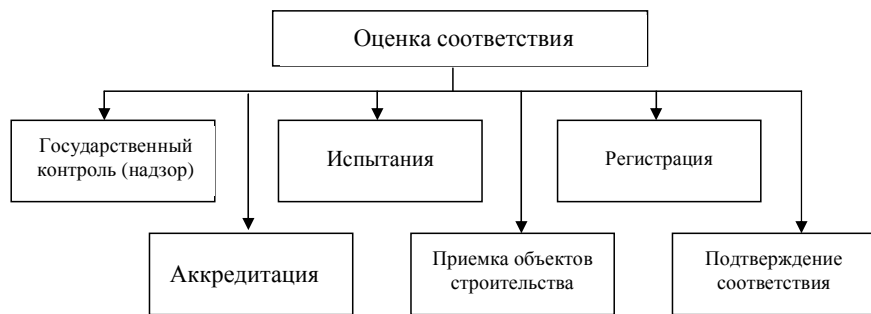 Оценка соответствия
Государственный
контроль (надзор)
Испытания
Регистрация
Аккредитация
Приемка объектов
строительства
Подтверждение
соответствия